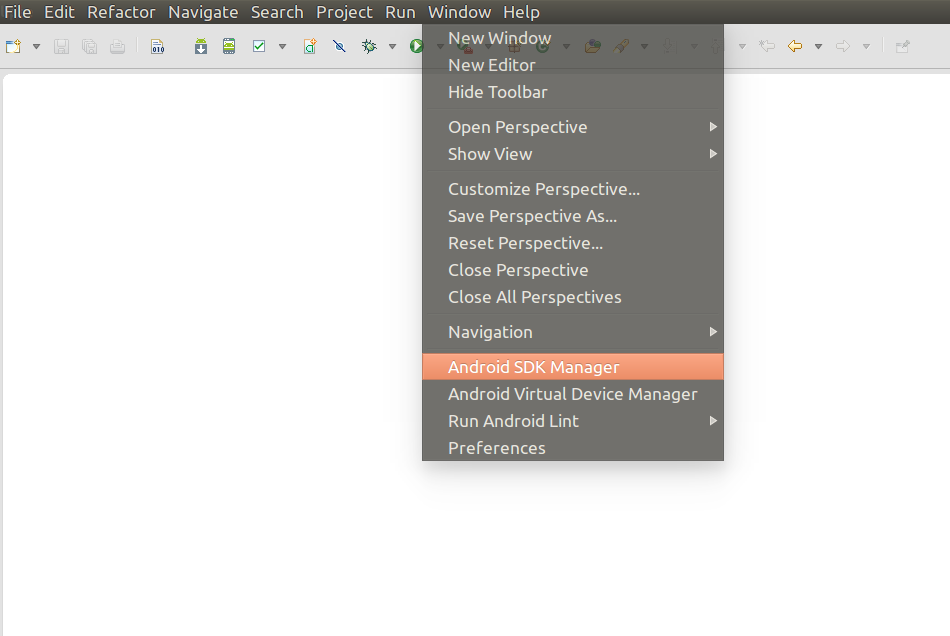 File Edit Refactor Navigate Search Project Run Window Help
010
New Window
New Editor
Hide Toolbar
Open Perspective
Show View
Customize Perspective...
Save Perspective As...
Reset Perspective...
Close Perspective
Close All Perspectives
Navigation
Android SDK Manager
Android Virtual Device Manager
Run Android Lint
Preferences